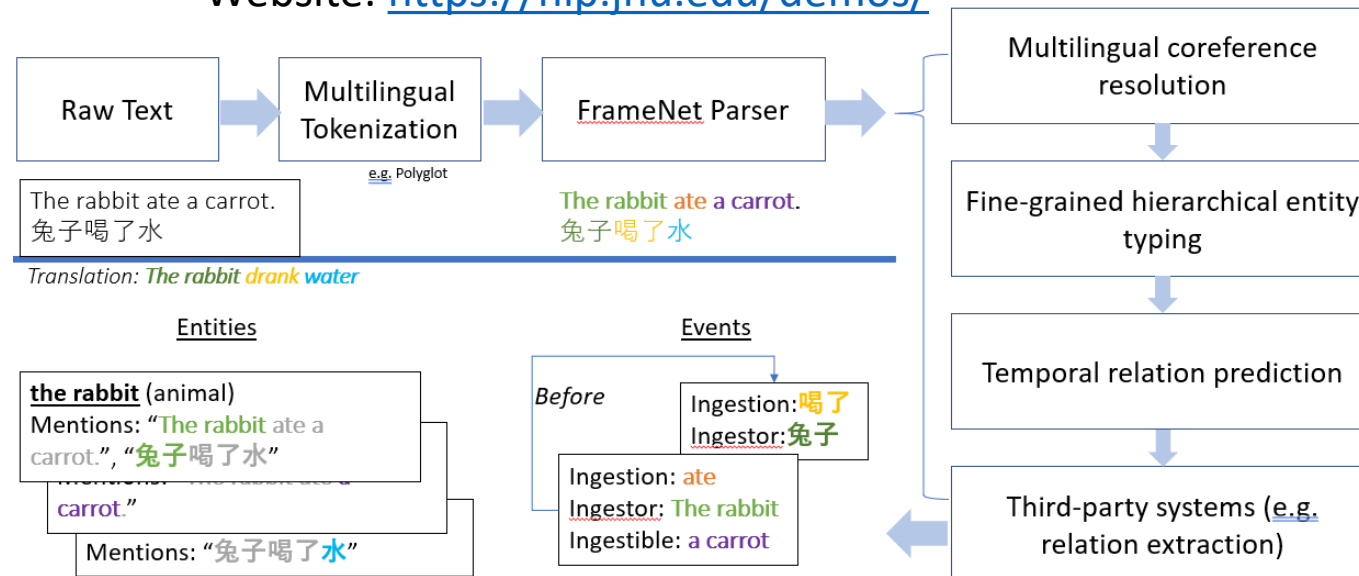 Website: https://nlp.jhu.edu/demos/
Raw Text
Multilingual
Tokenization
e.g. Polyglot
FrameNet Parser
The rabbit ate a carrot.
兔子喝了水
The rabbit ate a carrot.
兔子喝了水
Translation: The rabbit drank water
Multilingual coreference
resolution
Fine-grained hierarchical entity
typing
Temporal relation prediction
Third-party systems (e.g.
relation extraction)
Entities
the rabbit (animal)
Mentions: “The rabbit ate a
carrot.”, “兔子喝了水”
carrot.”
Mentions: “兔子喝了水”
Events
Before
Ingestion:喝了
Ingestor:兔子
Ingestion: ate
Ingestor: The rabbit
Ingestible: a carrot